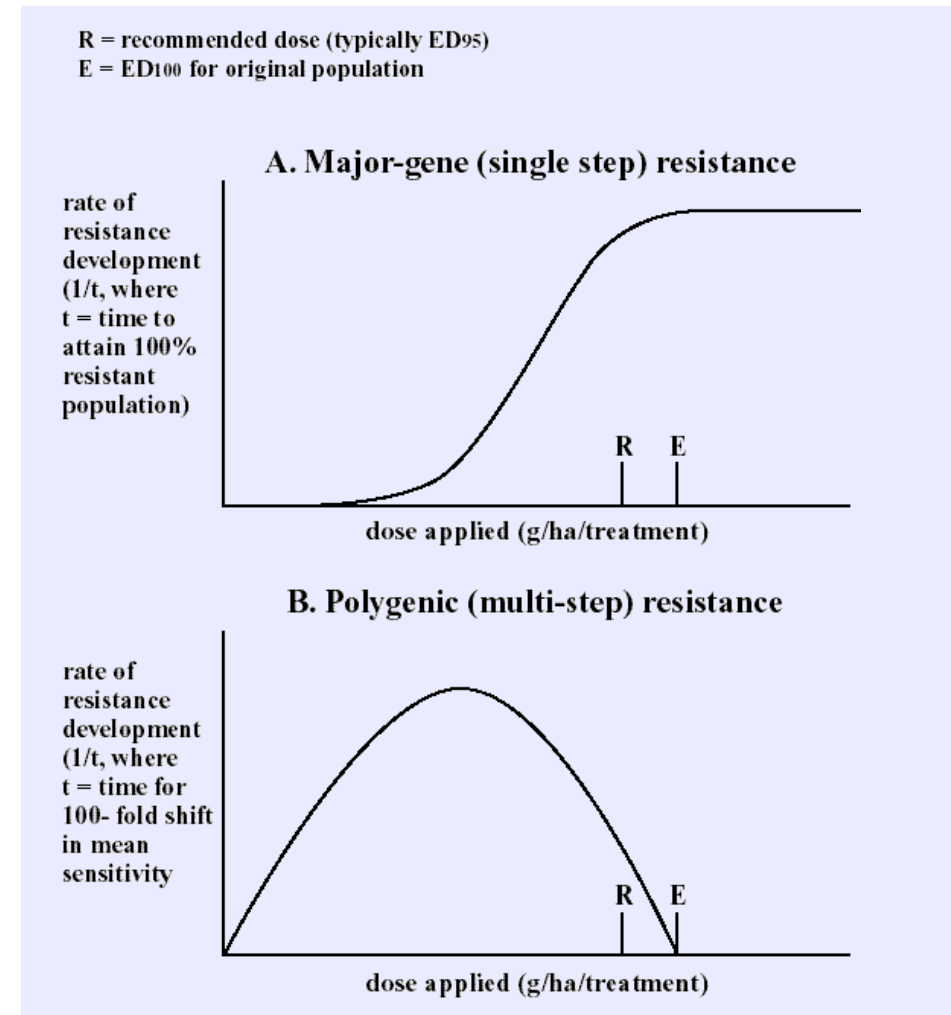 R = recommended dose (typically ED95)
E = ED100 for original population
A. Major-gene (single step) resistance
rate of
resistance
development
(1/t, where
t = time to
attain 100%
resistant
population)
R E
dose applied (g/ha/treatment)
B. Polygenic (multi-step) resistance
rate of
resistance
development
(1/t, where
t = time for
100- fold shift
in mean
sensitivity
R E
dose applied (g/ha/treatment)